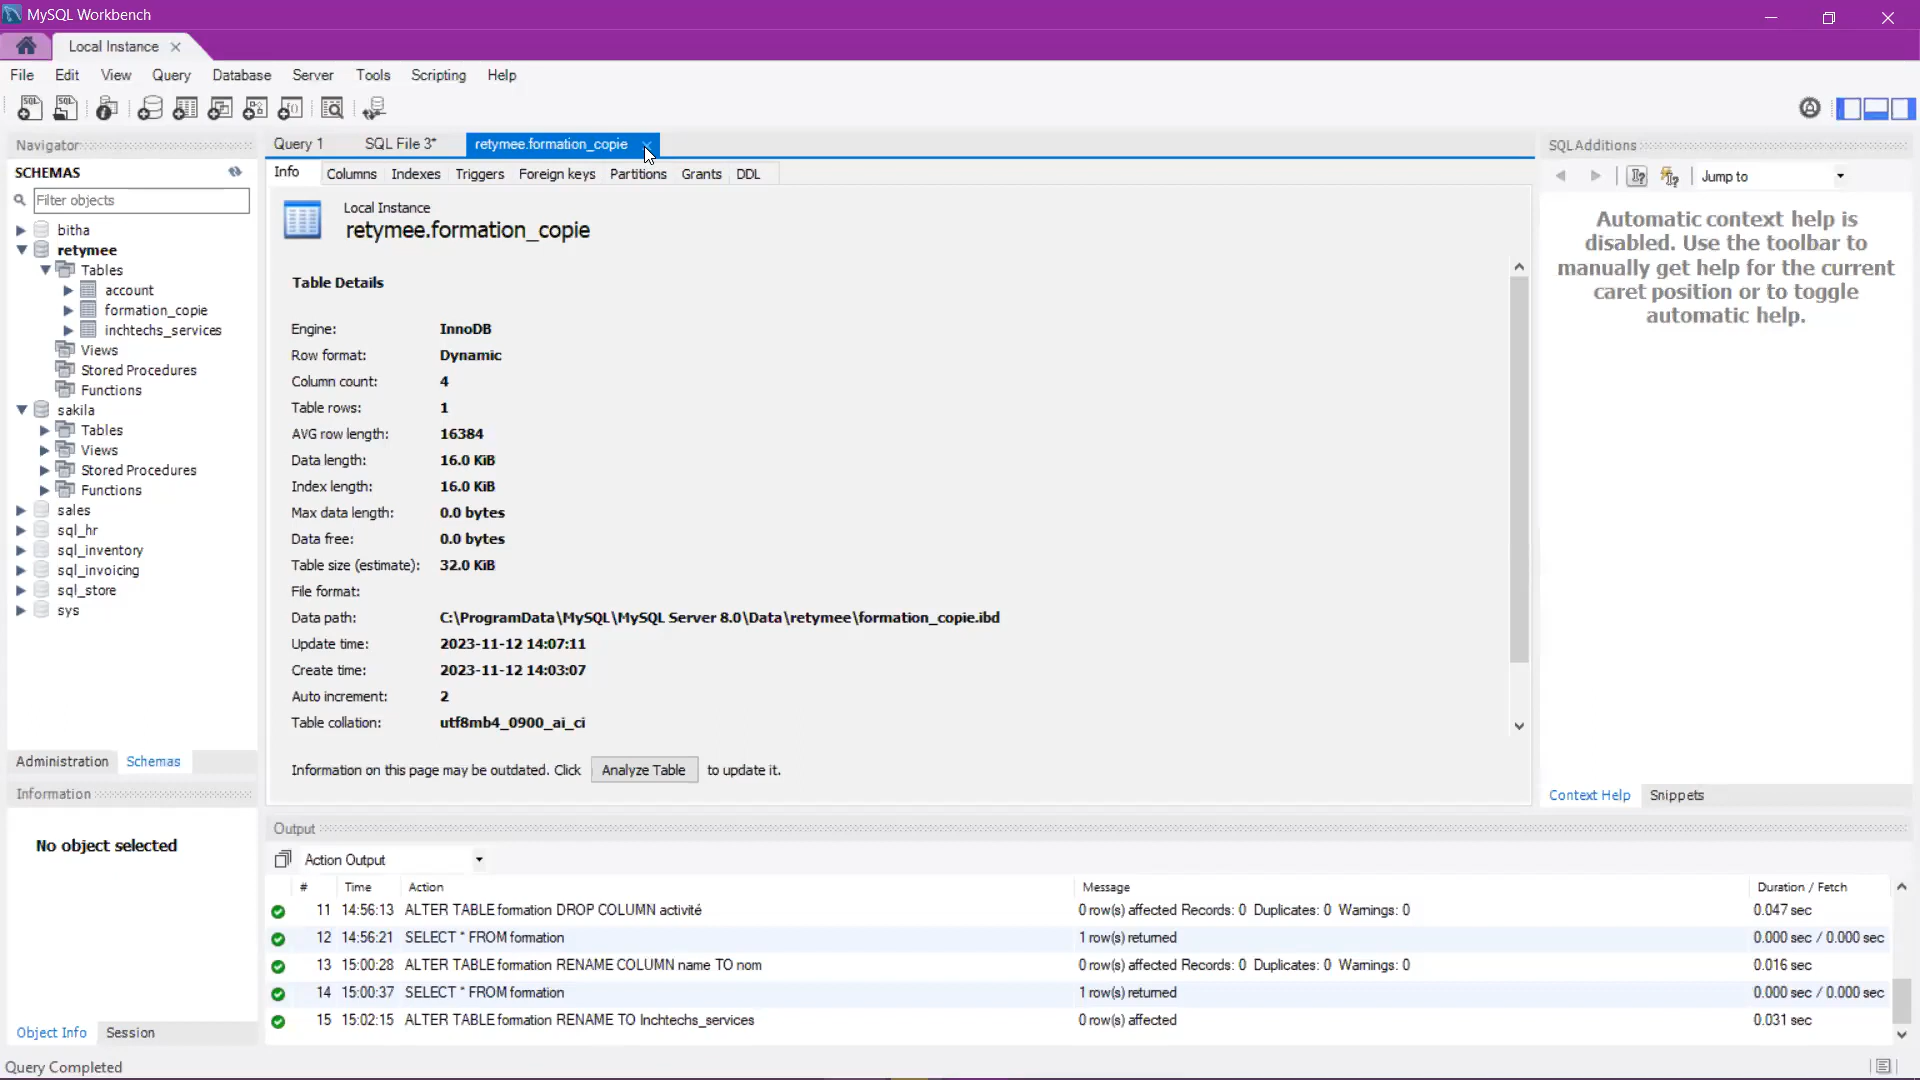 MySQL Workbench
Local Instance
File Edit View Query Database Server Tools Scripting Help
Navigator
SCHEMAS
Filter objects
bitha
retymee
Tables
account
formation_copie
inchtechs_services
Views
Stored Procedures
Functions
sakila
Tables
Views
Stored Procedures
Functions
sales
sql_hr
sql_inventory
sql_invoicing
sql_store
sys
Administration Schemas
Information
No object selected
Object Info Session
Query 1 SQL File 3* retymee.formation_copie
Info Columns Indexes Triggers Foreign keys Partitions Grants DDL
Local Instance
retymee.formation_copie
Table Details
Engine: InnoDB
Row format: Dynamic
Column count: 4
Table rows: 1
AVG row length: 16384
Data length: 16.0 KiB
Index length: 16.0 KiB
Max data length: 0.0 bytes
Data free: 0.0 bytes
Table size (estimate): 32.0 KiB
File format:
Data path: C:\ProgramData\MySQL\MySQL Server 8.0\Data\retymee\formation_copie.ibd
Update time: 2023-11-12 14:07:11
Create time: 2023-11-12 14:03:07
Auto increment: 2
Table collation: utf8mb4_0900_ai_ci
Information on this page may be outdated. Click Analyze Table to update it.
SQLAdditions
Jump to
Automatic context help is
disabled. Use the toolbar to
manually get help for the current
caret position or to toggle
automatic help.
Context Help Snippets
Output
Action Output
# Time Action Message Duration / Fetch
11 14:56:13 ALTER TABLE formation DROP COLUMN activité 0 row(s) affected Records: 0 Duplicates: 0 Warnings: 0 0.047 sec
12 14:56:21 SELECT * FROM formation 1 row(s) returned 0.000 sec / 0.000 sec
13 15:00:28 ALTER TABLE formation RENAME COLUMN name TO nom 0 row(s) affected Records: 0 Duplicates: 0 Warnings: 0 0.016 sec
14 15:00:37 SELECT * FROM formation 1 row(s) returned 0.000 sec / 0.000 sec
15 15:02:15 ALTER TABLE formation RENAME TO Inchtechs_services 0 row(s) affected 0.031 sec
Query Completed